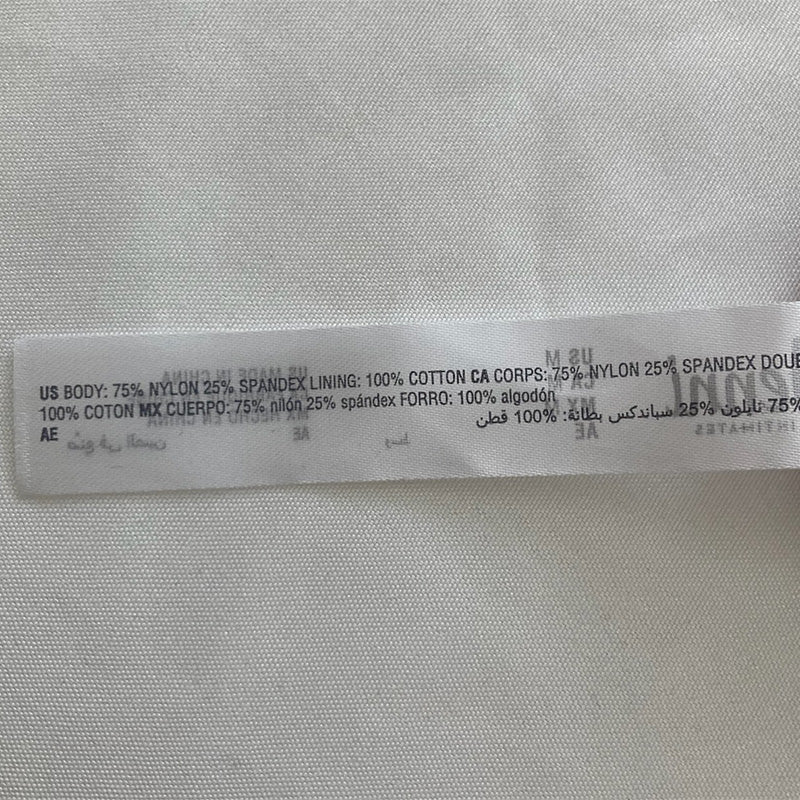 US BODY: 75% NYLON 25% SPANDEX LINING: 100% COTTON CA CORPS: 75% NYLON 25% SPANDEX DOUB
100% COTON MX CUERPO: 75% nilón 25% spándex FORRO: 100% algodón
AE 75% نايلون 25% سباندكس بطانة: 100% قطن